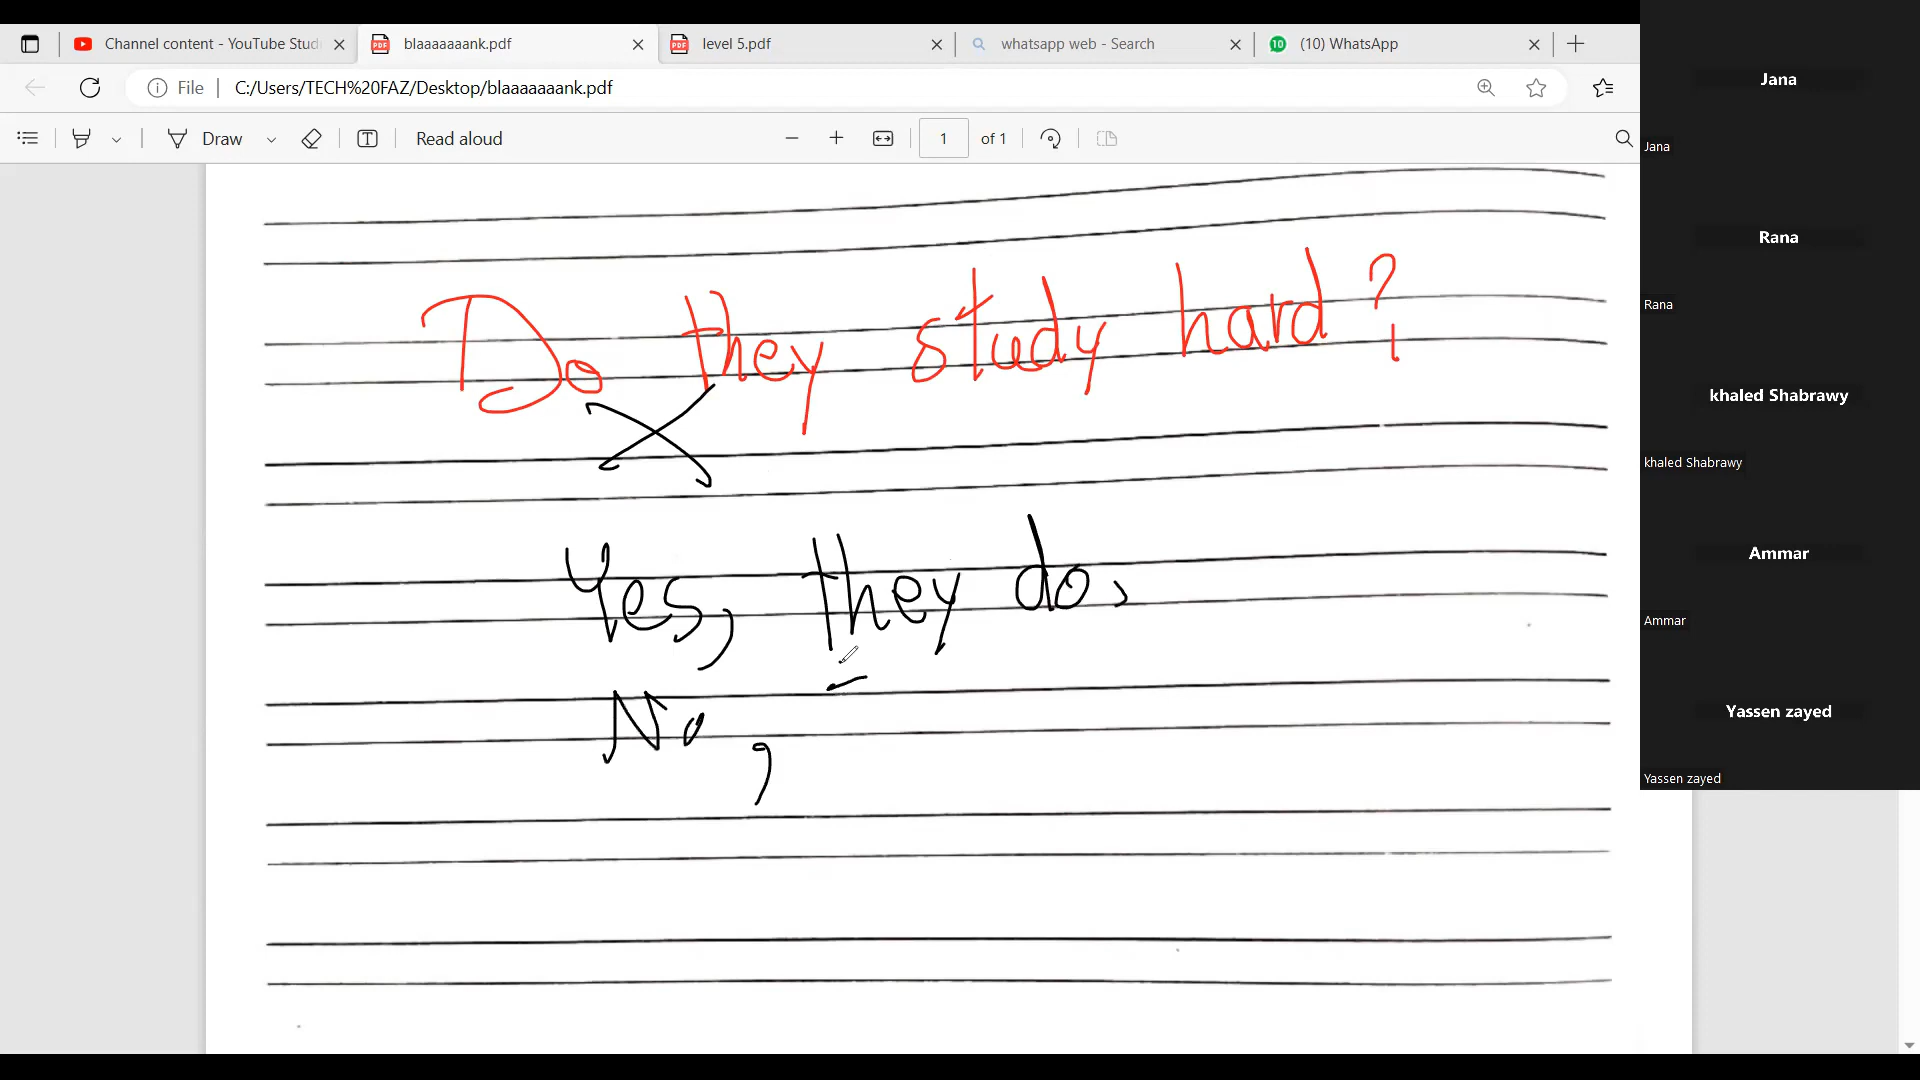 Channel content - YouTube Stud
blaaaaaaank.pdf
level 5.pdf
whatsapp web - Search
10
(10) WhatsApp
File
C:/Users/TECH%20FAZ/Desktop/blaaaaaaank.pdf
Draw
Read aloud
1 of 1
Do they study hard?
Yes, they do,
No,
Jana
Jana
Rana
Rana
khaled Shabrawy
khaled Shabrawy
Ammar
Ammar
Yassen zayed
Yassen zayed